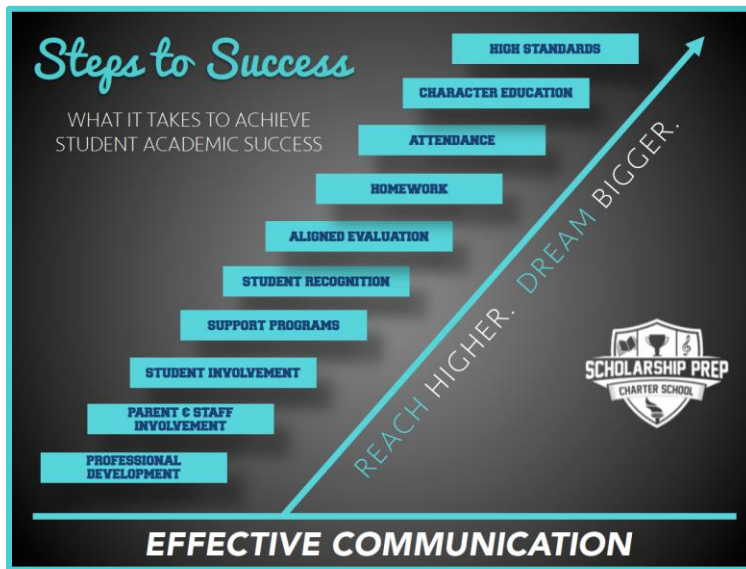 Steps to Success
WHAT IT TAKES TO ACHIEVE
STUDENT ACADEMIC SUCCESS
HIGH STANDARDS
CHARACTER EDUCATION
ATTENDANCE
HOMEWORK
ALIGNED EVALUATION
STUDENT RECOGNITION
SUPPORT PROGRAMS
STUDENT INVOLVEMENT
PARENT & STAFF
INVOLVEMENT
PROFESSIONAL
DEVELOPMENT
REACH HIGHER. DREAM BIGGER.
SCHOLARSHIP PREP
CHARTER SCHOOL
EFFECTIVE COMMUNICATION